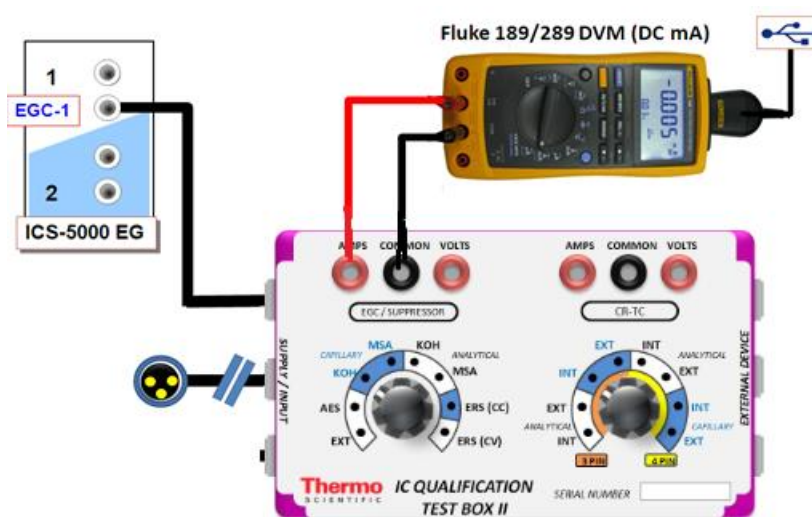 Fluke 189/289 DVM (DC mA)
1
EGC-1
2
ICS-5000 EG
5000
AMPS COMMON VOLTS
AMPS COMMON VOLTS
EGC / SUPPRESSOR
CR-TC
SUPPLY / INPUT
EXTERNAL DEVICE
MSA KOH
CAPILLARY ANALYTICAL
KOH MSA
AES ERS (CC)
EXT ERS (CV)
EXT INT
ANALYTICAL
INT EXT
EXT INT
ANALYTICAL CAPILLARY
INT EXT
3 PIN 4 PIN
Thermo
SCIENTIFIC
IC QUALIFICATION
TEST BOX II
SERIAL NUMBER